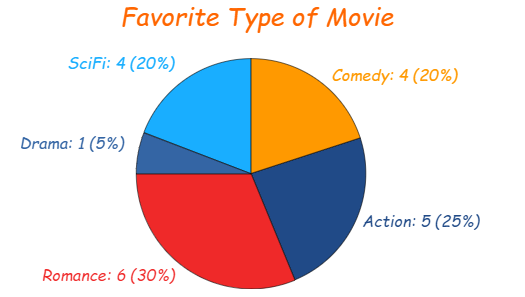 Favorite Type of Movie
SciFi: 4 (20%)
Comedy: 4 (20%)
Drama: 1 (5%)
Action: 5 (25%)
Romance: 6 (30%)